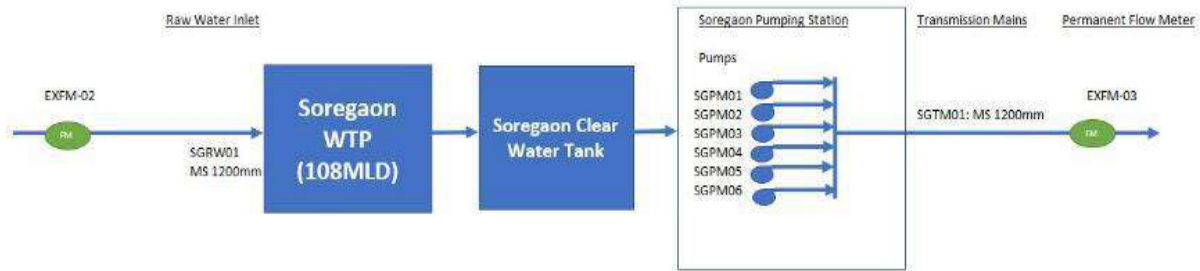 Raw Water Inlet
Soregaon Pumping Station
Transmission Mains
Permanent Flow Meter
EXFM-02
FM
SGRW01
MS 1200mm
Soregaon
WTP
(108MLD)
Soregaon Clear
Water Tank
Pumps
SGPM01
SGPM02
SGPM03
SGPM04
SGPM05
SGPM06
SGTM01: MS 1200mm
EXFM-03
FM